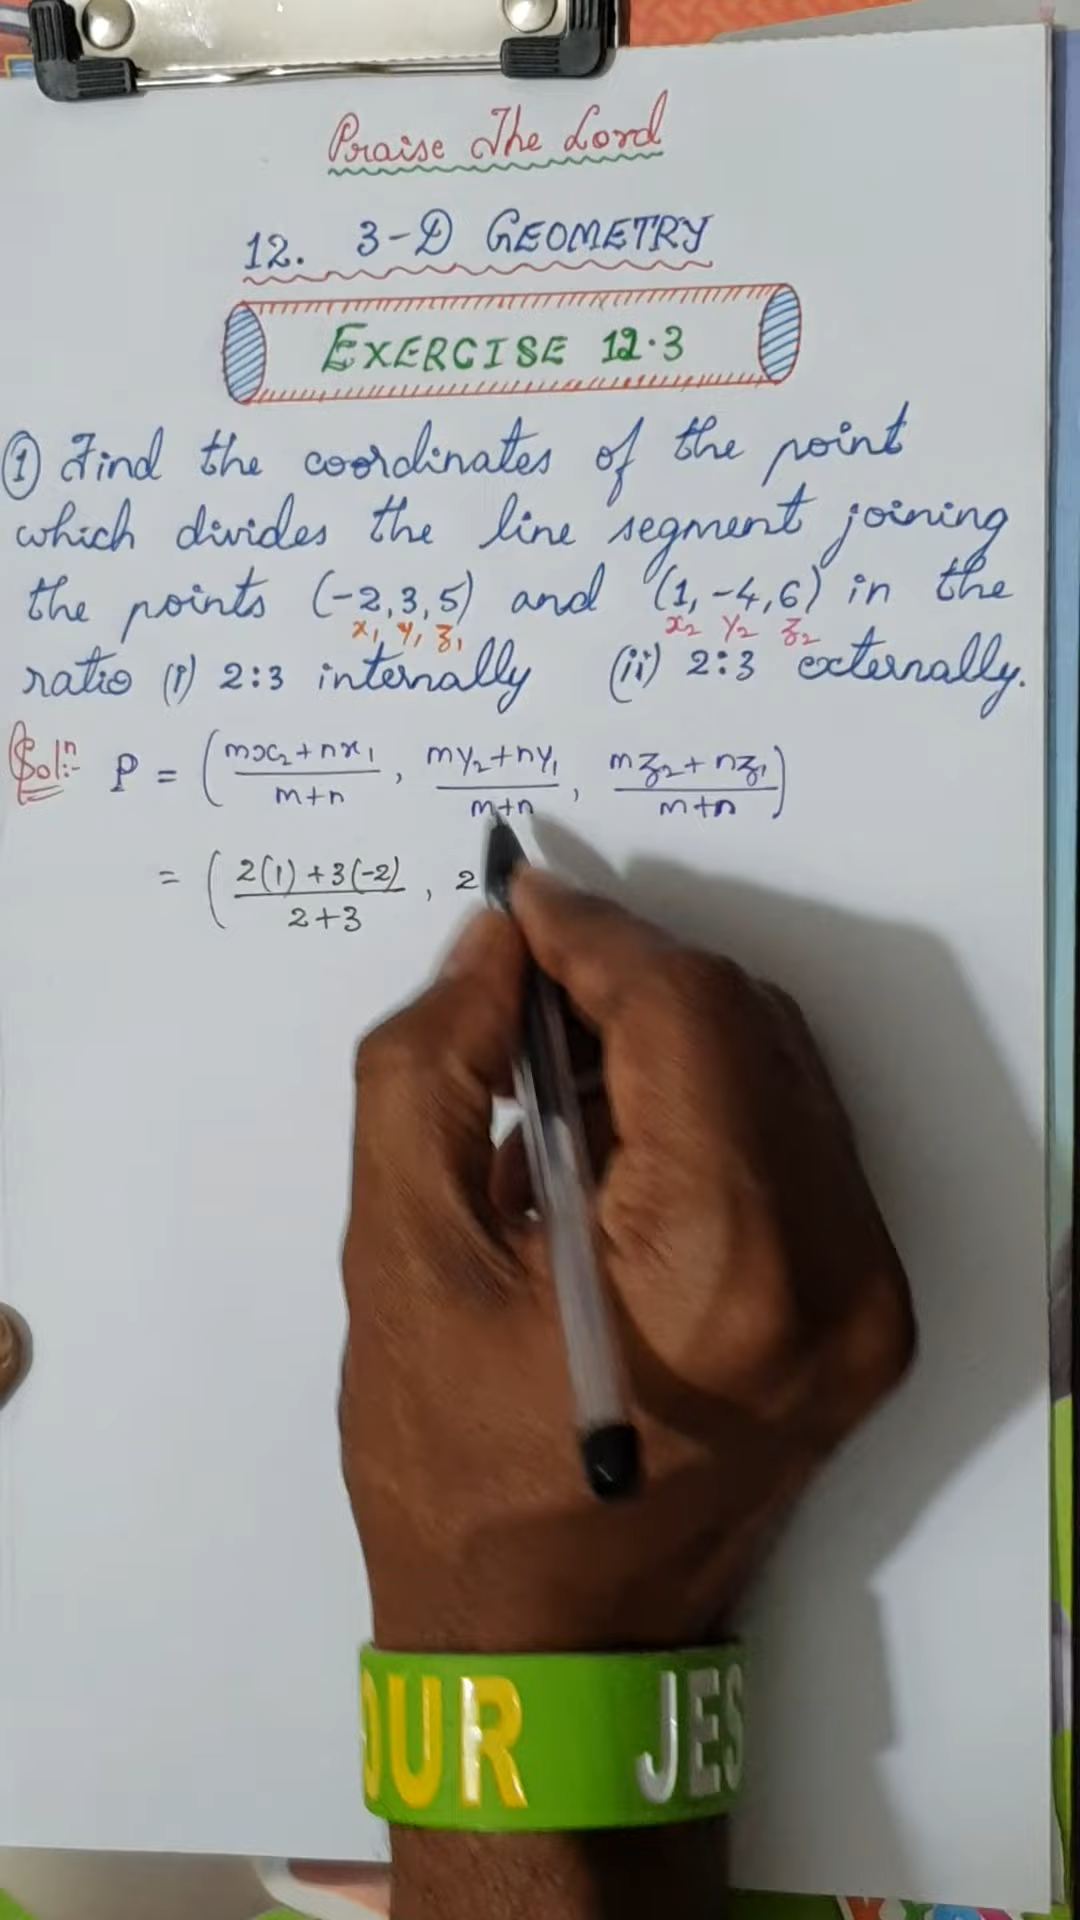 Praise The Lord
12. 3-D GEOMETRY
EXERCISE 12.3
① Find the coordinates of the point
which divides the line segment joining
the points (-2,3,5) and (1,-4,6) in the
x₁ y₁ z₁ x₂ y₂ z₂
ratio (i) 2:3 internally (ii) 2:3 externally.
Solⁿ:- P = ( (mx₂+nx₁)/(m+n) , (my₂+ny₁)/(m+n) , (mz₂+nz₁)/(m+n) )
= ( (2(1)+3(-2))/(2+3) , 2
OUR JES